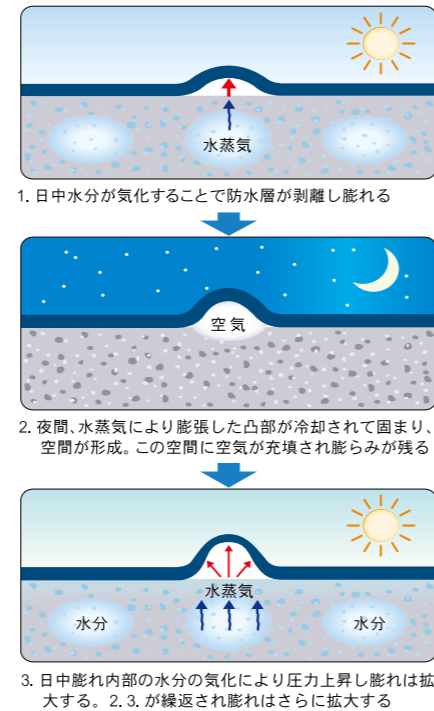 水蒸気
1. 日中水分が気化することで防水層が剥離し膨れる
空気
2. 夜間、水蒸気により膨張した凸部が冷却されて固まり、
空間が形成。この空間に空気が充填され膨らみが残る
水蒸気
水分
水分
3. 日中膨れ内部の水分の気化により圧力上昇し膨れは拡
大する。2. 3. が繰返され膨れはさらに拡大する